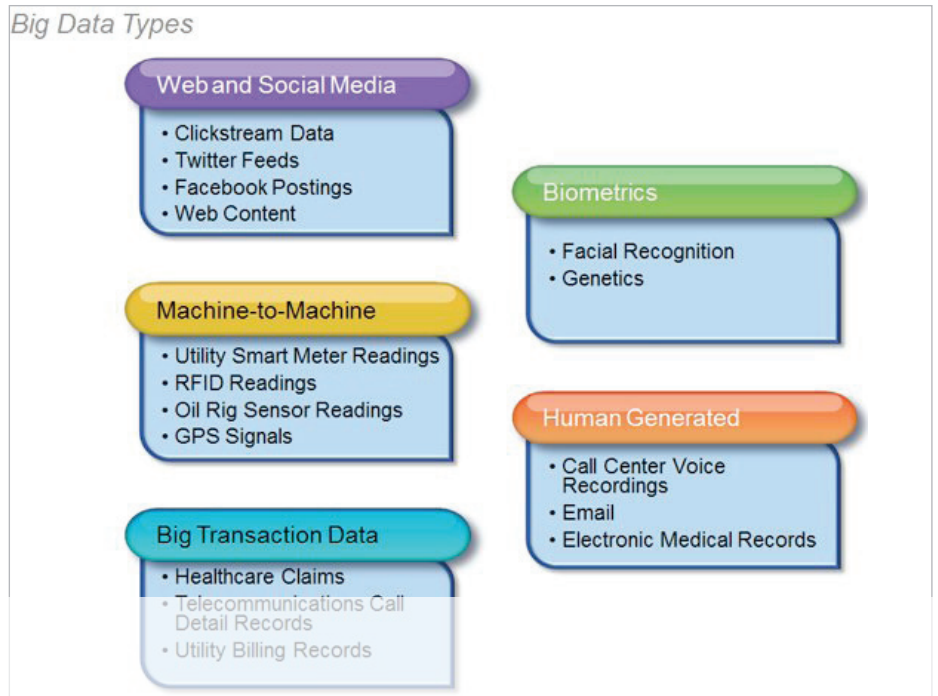 Big Data Types
Web and Social Media
• Clickstream Data
• Twitter Feeds
• Facebook Postings
• Web Content
Machine-to-Machine
• Utility Smart Meter Readings
• RFID Readings
• Oil Rig Sensor Readings
• GPS Signals
Big Transaction Data
• Healthcare Claims
• Telecommunications Call
Detail Records
• Utility Billing Records
Biometrics
• Facial Recognition
• Genetics
Human Generated
• Call Center Voice
Recordings
• Email
• Electronic Medical Records